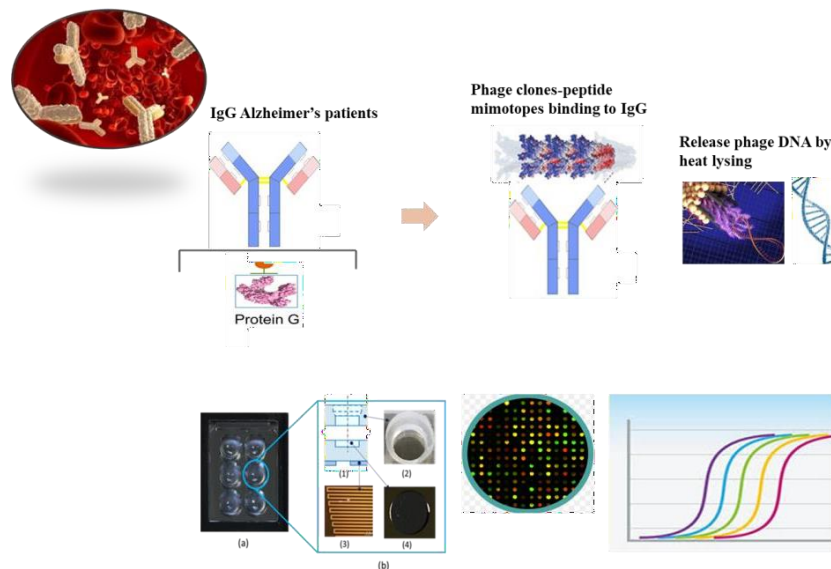 IgG Alzheimer's patients
Phage clones-peptide
mimotopes binding to IgG
Release phage DNA by
heat lysing
Protein G
(1)
(2)
(3)
(4)
(a)
(b)